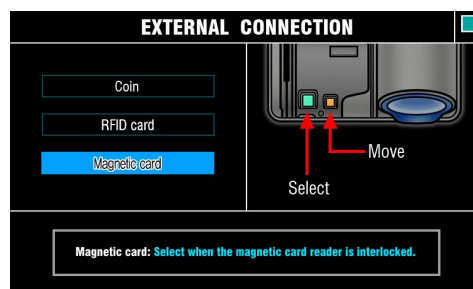 EXTERNAL CONNECTION
Coin
RFID card
Magnetic card
Move
Select
Magnetic card: Select when the magnetic card reader is interlocked.